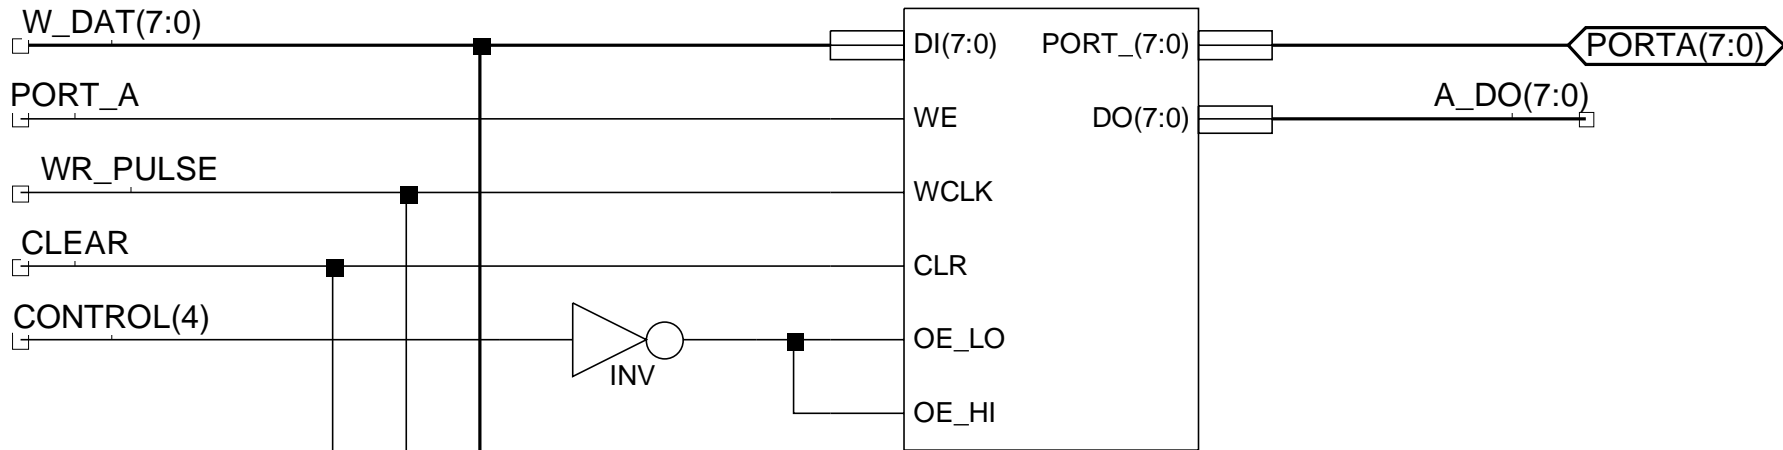 W_DAT(7:0)
DI(7:0)
PORT_(7:0)
PORTA(7:0)
PORT_A
WE
DO(7:0)
A_DO(7:0)
WR_PULSE
WCLK
CLEAR
CLR
CONTROL(4)
INV
OE_LO
OE_HI